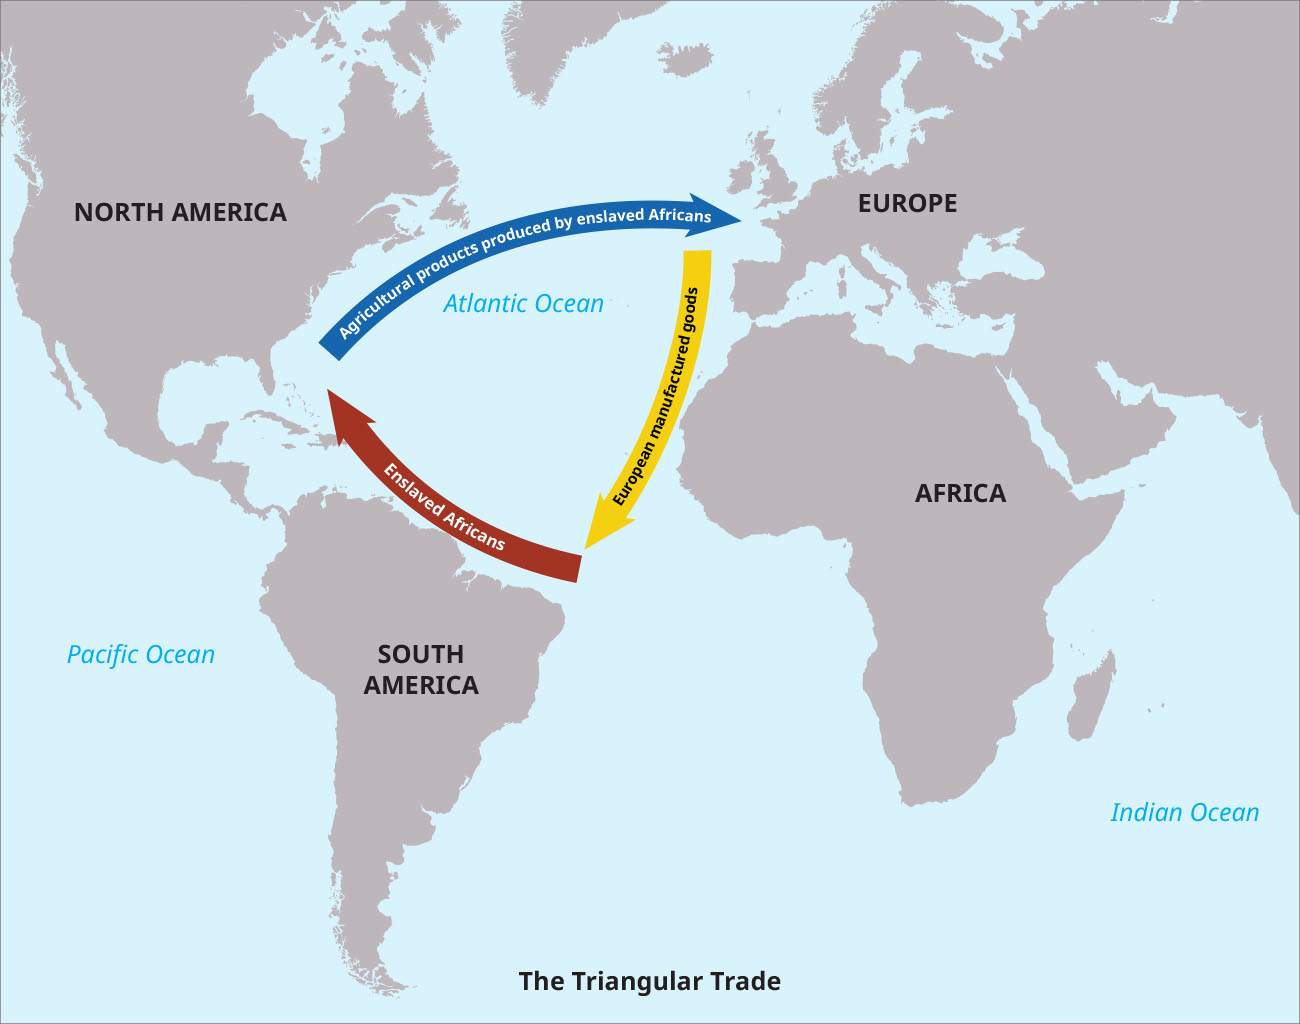 NORTH AMERICA
EUROPE
Agricultural products produced by enslaved Africans
Atlantic Ocean
European manufactured goods
Enslaved Africans
AFRICA
Pacific Ocean
SOUTH
AMERICA
Indian Ocean
The Triangular Trade